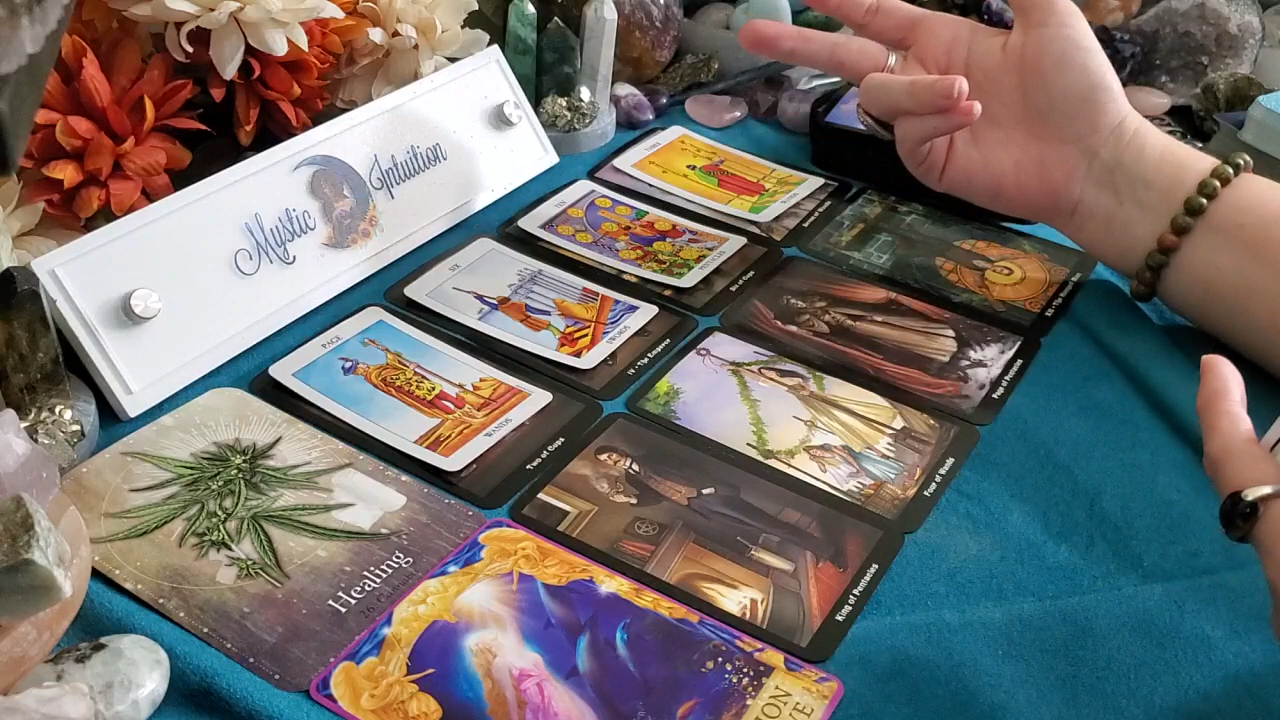 Mystic Intuition
THREE
TEN
PENTACLES
Six of Cups
SIX
SWORDS
IV • The Emperor
PAGE
WANDS
Two of Cups
Page of Pentacles
Four of Wands
King of Pentacles
Healing
26 Cannabis